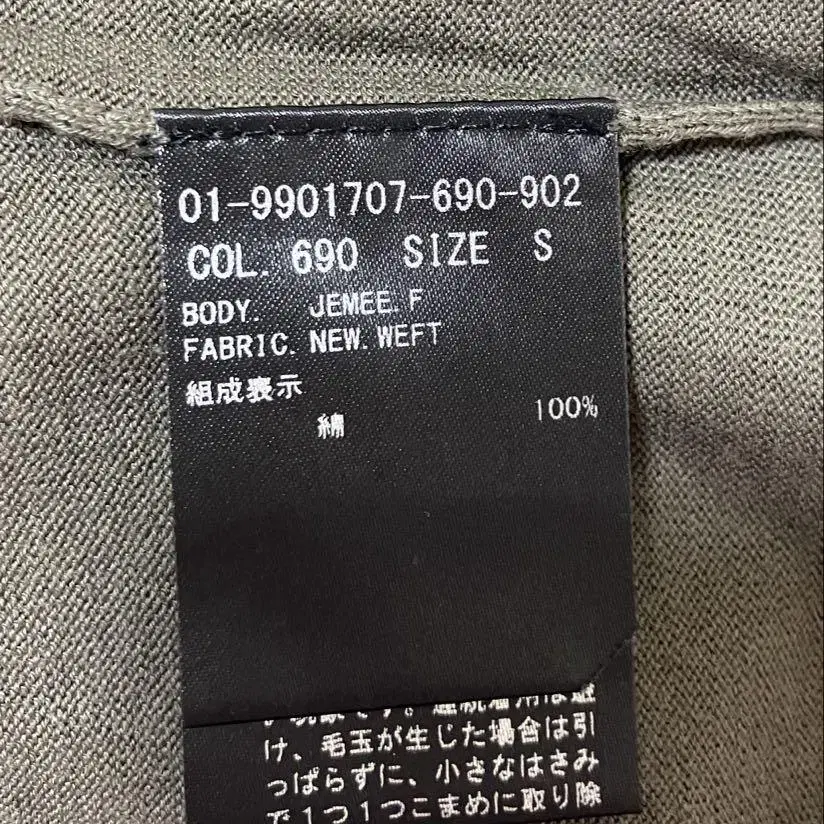 01-9901707-690-902
COL. 690 SIZE S
BODY. JEMEE.F
FABRIC. NEW.WEFT
組成表示
綿 100%
け、毛玉が生じた場合は引
っぱらずに、小さなはさみ
で1つ1つこまめに取り除